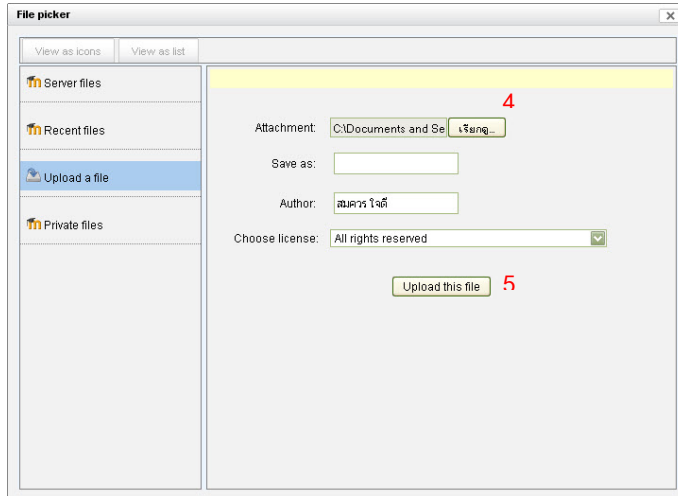 File picker
View as icons View as list
Server files
Recent files
Upload a file
Private files
4
Attachment: C:\Documents and Se เรียกดู...
Save as:
Author: สมควร ใจดี
Choose license: All rights reserved
Upload this file 5